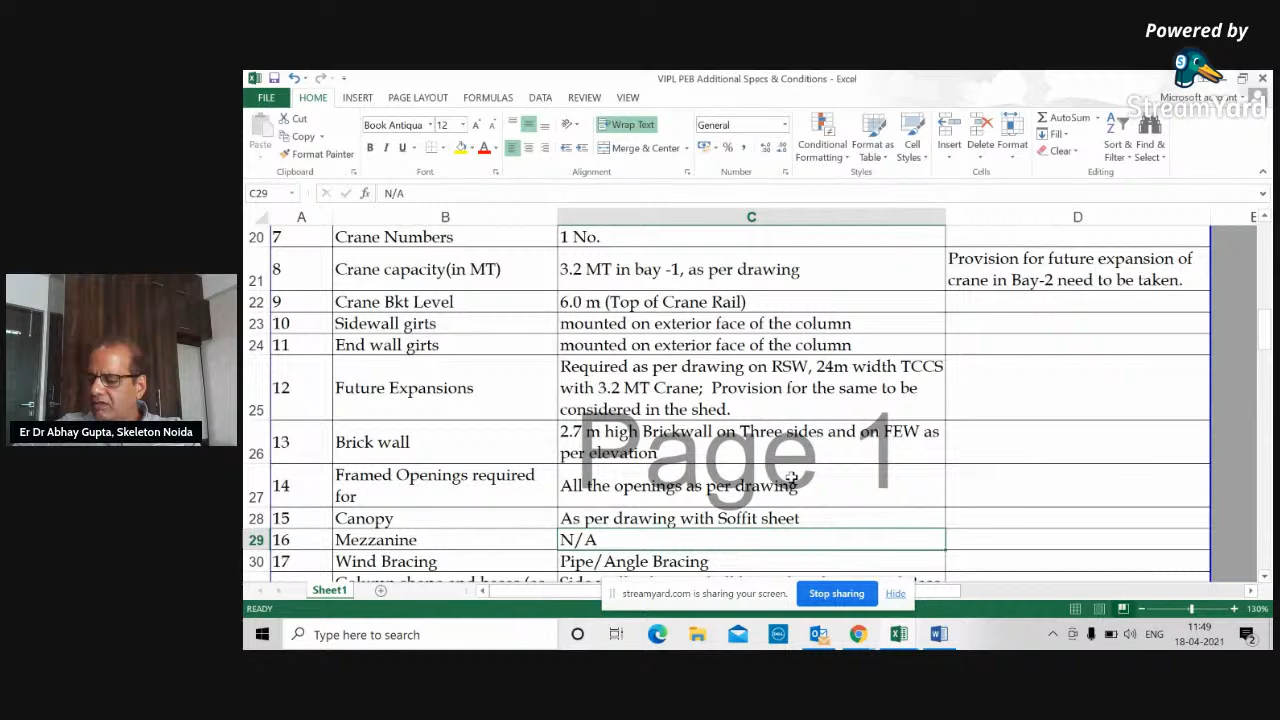 Powered by
StreamYard
VIPL PEB Additional Specs & Conditions - Excel
FILE HOME INSERT PAGE LAYOUT FORMULAS DATA REVIEW VIEW
Microsoft account
Paste
Cut
Copy
Format Painter
Clipboard
Book Antiqua 12
B I U
Font
Wrap Text
Merge & Center
Alignment
General
Number
Conditional Formatting
Format as Table
Cell Styles
Styles
Insert Delete Format
Cells
AutoSum
Fill
Clear
Sort & Filter
Find & Select
Editing
C29 fx N/A
A B C D E
20 7 Crane Numbers 1 No.
21 8 Crane capacity(in MT) 3.2 MT in bay -1, as per drawing Provision for future expansion of
crane in Bay-2 need to be taken.
22 9 Crane Bkt Level 6.0 m (Top of Crane Rail)
23 10 Sidewall girts mounted on exterior face of the column
24 11 End wall girts mounted on exterior face of the column
25 12 Future Expansions Required as per drawing on RSW, 24m width TCCS
with 3.2 MT Crane; Provision for the same to be
considered in the shed.
26 13 Brick wall 2.7 m high Brickwall on Three sides and on FEW as
per elevation
Page 1
27 14 Framed Openings required
for
All the openings as per drawing
28 15 Canopy As per drawing with Soffit sheet
29 16 Mezzanine N/A
30 17 Wind Bracing Pipe/Angle Bracing
Er Dr Abhay Gupta, Skeleton Noida
Sheet1
streamyard.com is sharing your screen. Stop sharing Hide
READY 130%
Type here to search
ENG
11:49
18-04-2021
2